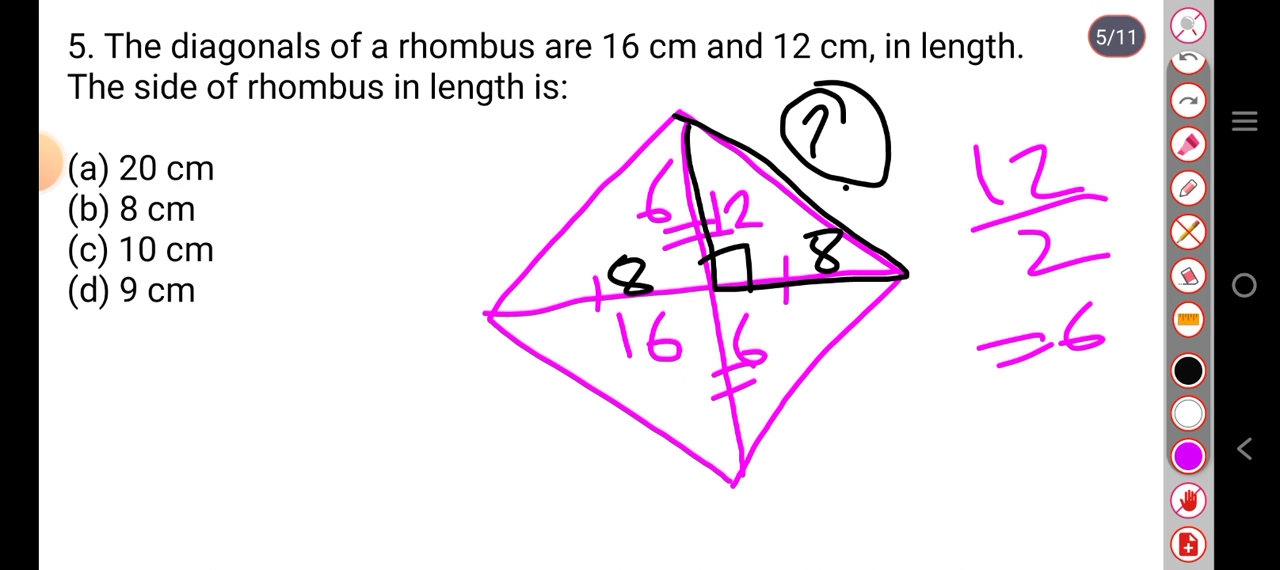 5. The diagonals of a rhombus are 16 cm and 12 cm, in length.
The side of rhombus in length is:
5/11
(a) 20 cm
(b) 8 cm
(c) 10 cm
(d) 9 cm
?
6
12
8
8
16
6
12
2
=6